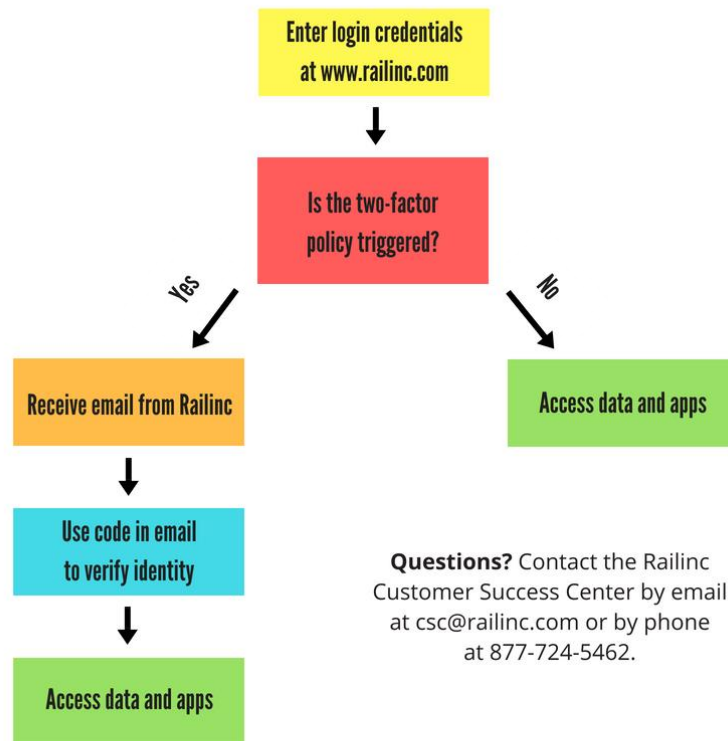 Enter login credentials
at www.railinc.com
Is the two-factor
policy triggered?
Yes
No
Receive email from Railinc
Access data and apps
Use code in email
to verify identity
Questions? Contact the Railinc
Customer Success Center by email
at csc@railinc.com or by phone
at 877-724-5462.
Access data and apps